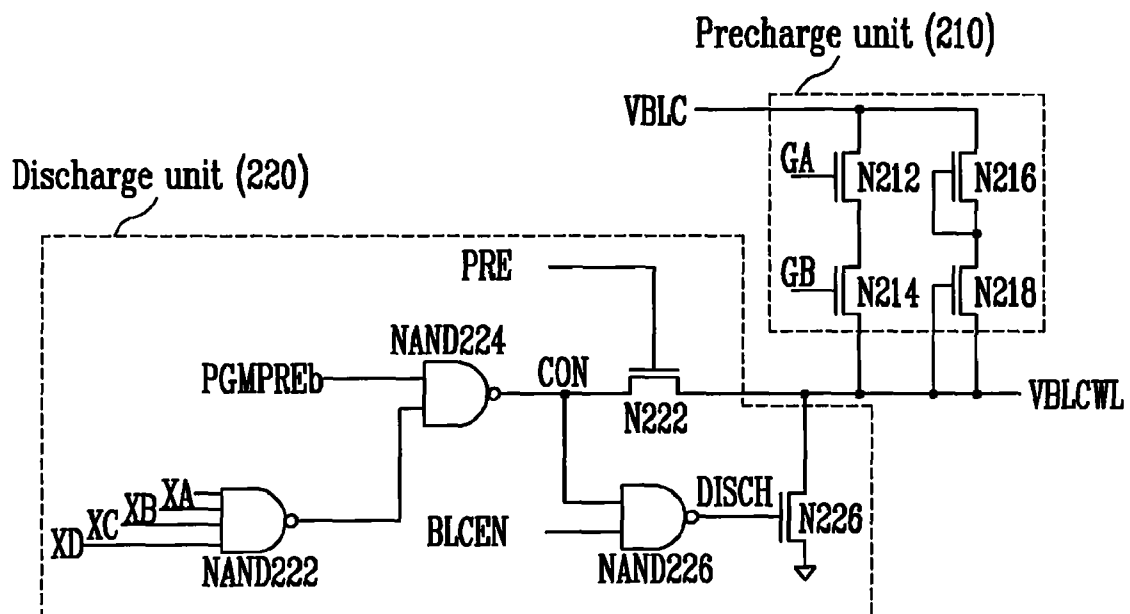 Precharge unit (210)
VBLC
GA
N212
N216
Discharge unit (220)
PRE
GB
N214
N218
NAND224
PGMPREb
CON
N222
VBLCWL
XA
XB
XC
XD
NAND222
BLCEN
NAND226
DISCH
N226